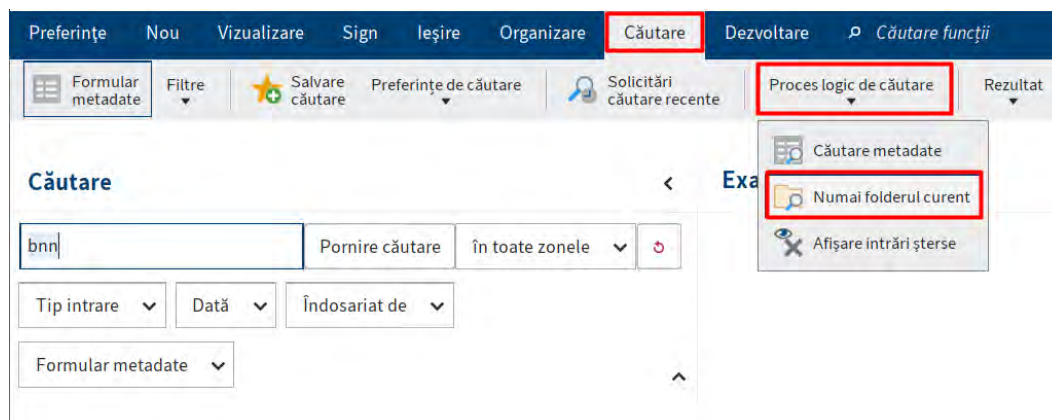 Preferințe Nou Vizualizare Sign Ieșire Organizare Căutare Dezvoltare Căutare funcții
Formular metadate Filtre Salvare căutare Preferințe de căutare Solicitări căutare recente Proces logic de căutare Rezultat
Căutare metadate
Căutare Exa
Numai folderul curent
bnn Pornire căutare în toate zonele Afișare intrări șterse
Tip intrare Dată Îndosariat de
Formular metadate